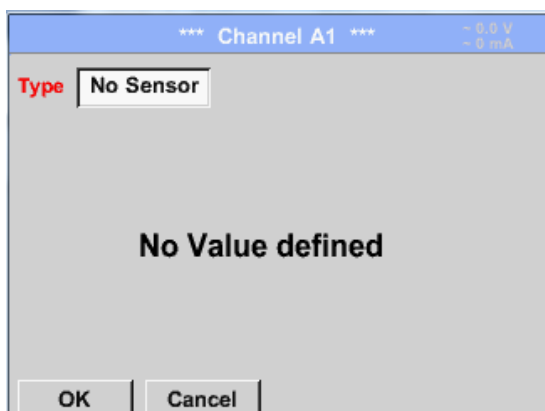 *** Channel A1 ***
~ 0.0 V
~ 0 mA
Type No Sensor
No Value defined
OK Cancel